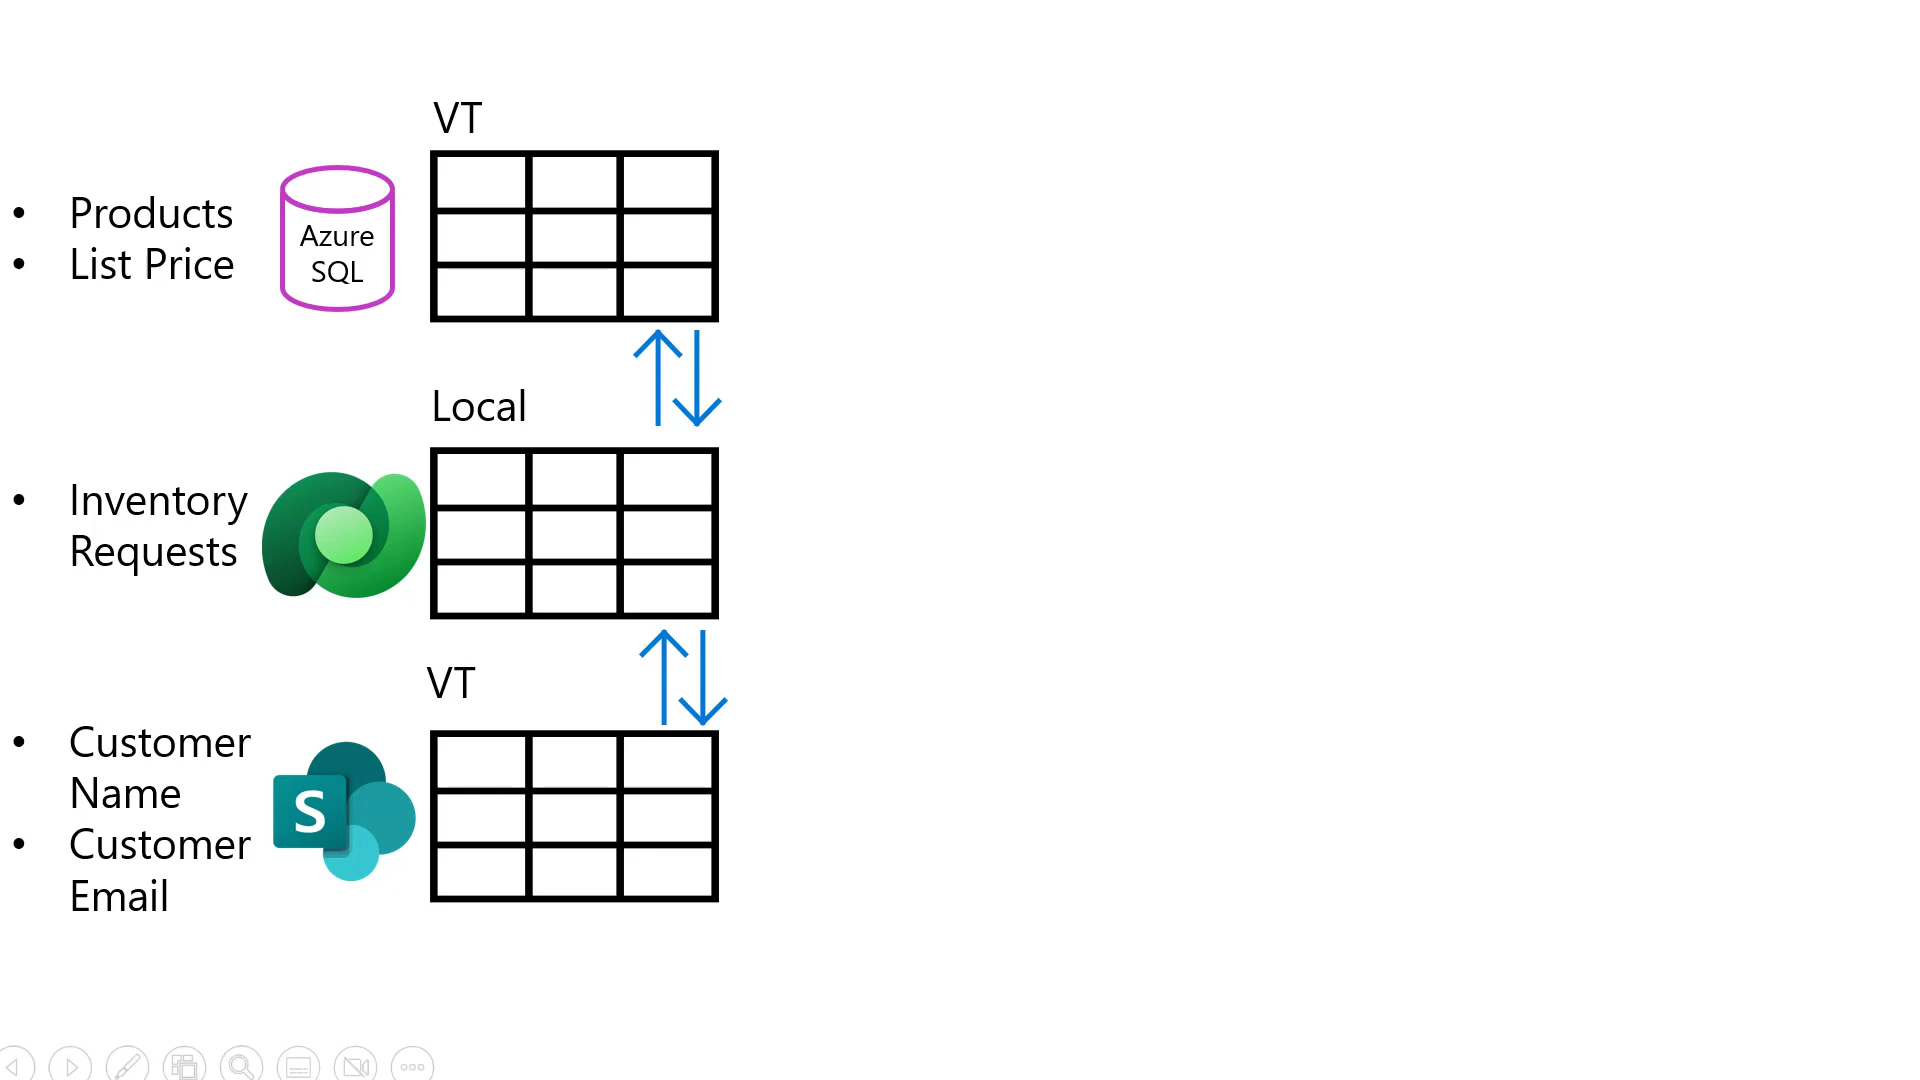 VT
• Products
• List Price
Azure
SQL
Local
• Inventory
Requests
VT
• Customer
Name
• Customer
Email
S